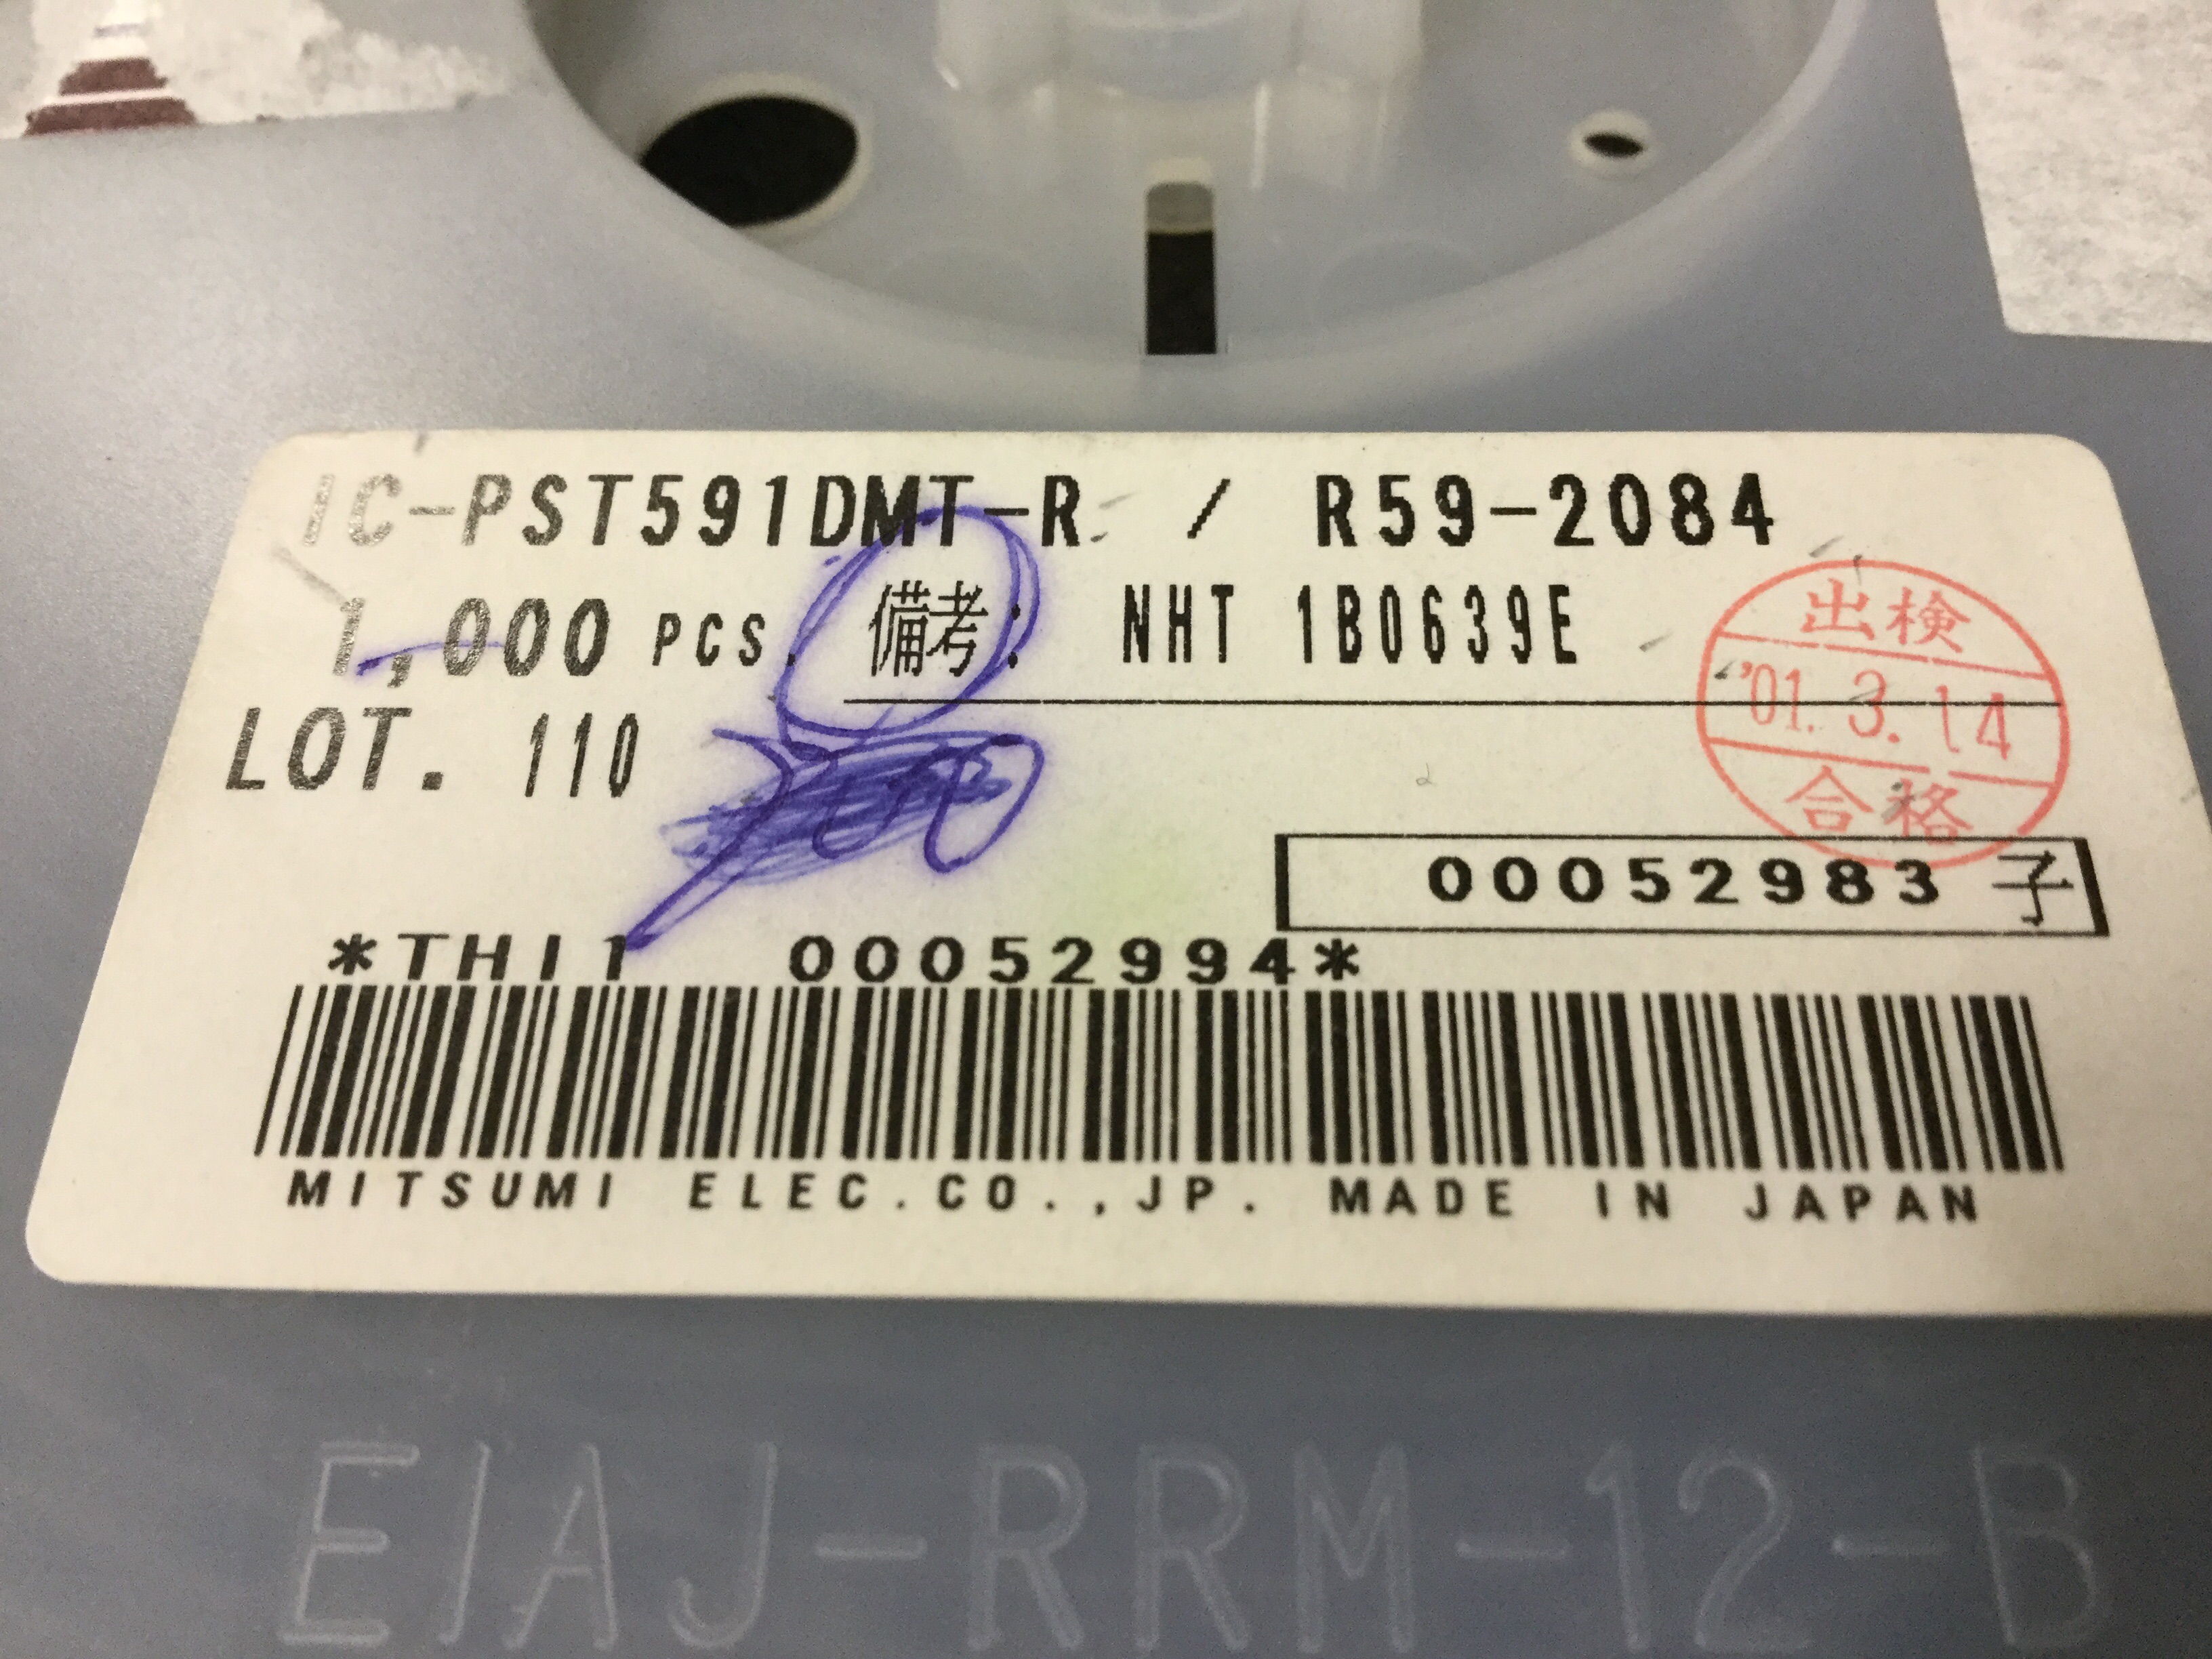 IC-PST591DMT-R / R59-2084
1,000 PCS. 備考: NHT 1B0639E
LOT. 110
出検
'01. 3. 14
合格
00052983 子
*THI1 00052994*
MITSUMI ELEC.CO.,JP. MADE IN JAPAN
EIAJ-RRM-12-B